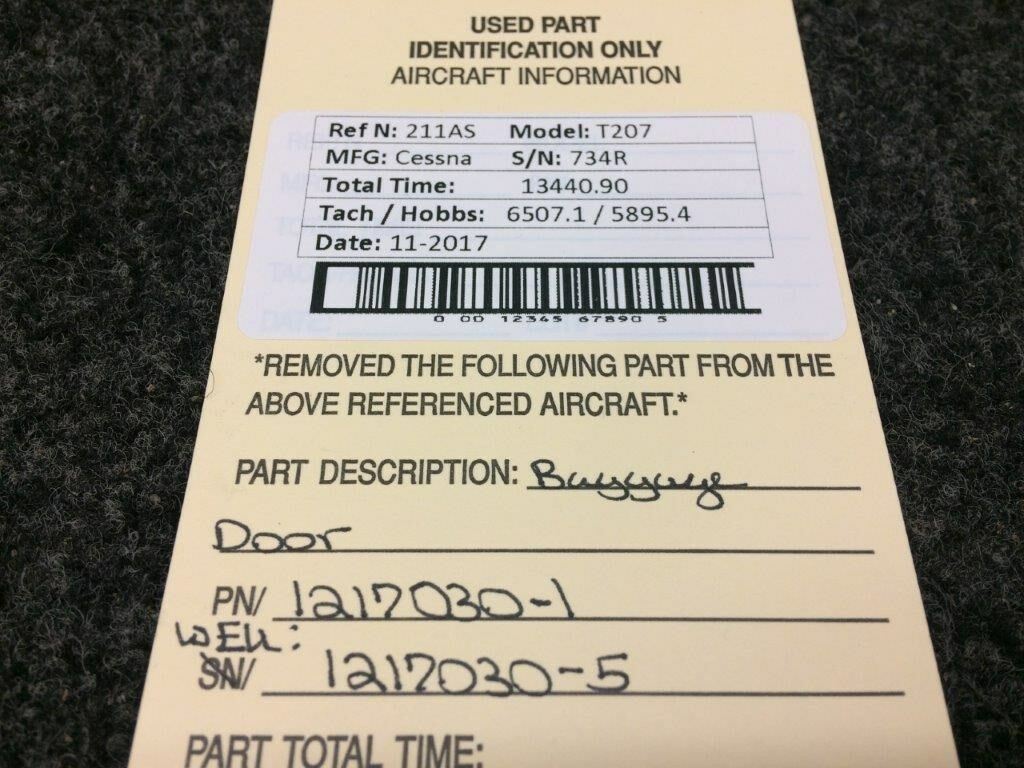 USED PART
IDENTIFICATION ONLY
AIRCRAFT INFORMATION
Ref N: 211AS Model: T207
MFG: Cessna S/N: 734R
Total Time: 13440.90
Tach / Hobbs: 6507.1 / 5895.4
Date: 11-2017
0 00 12345 67890 5
*REMOVED THE FOLLOWING PART FROM THE
ABOVE REFERENCED AIRCRAFT.*
PART DESCRIPTION: Baggage
Door
PN/ 1217030-1
WEU:
SN/ 1217030-5
PART TOTAL TIME: